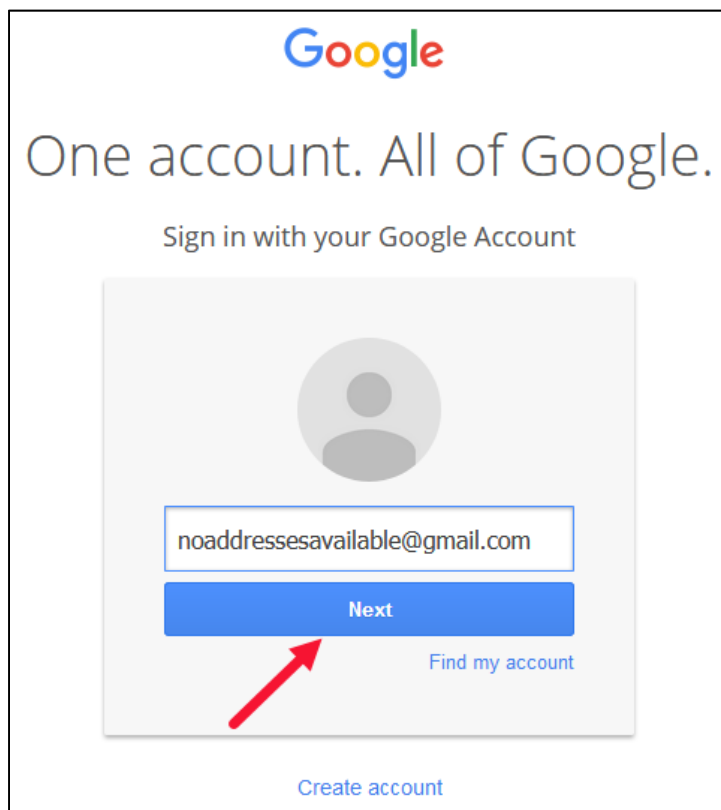 Google
One account. All of Google.
Sign in with your Google Account
noaddressesavailable@gmail.com
Next
Find my account
Create account